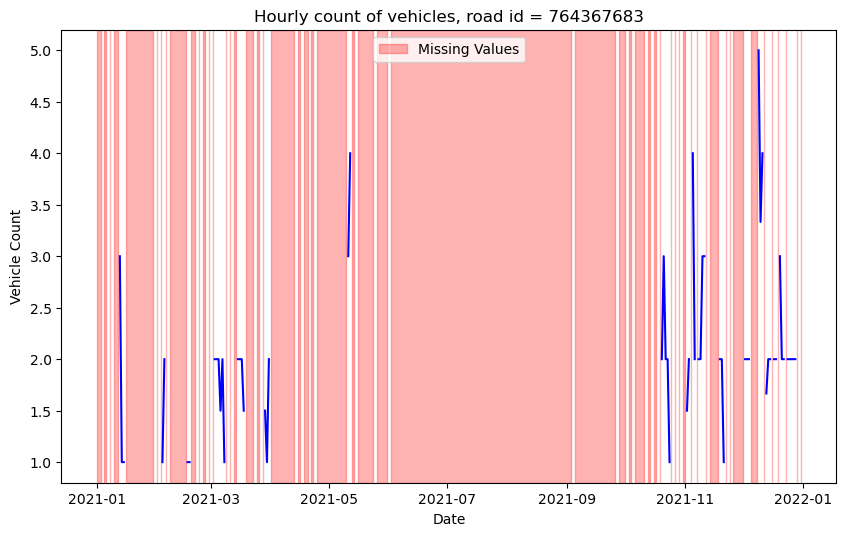 Hourly count of vehicles, road id = 764367683
Missing Values
Vehicle Count
5.0
4.5
4.0
3.5
3.0
2.5
2.0
1.5
1.0
2021-01 2021-03 2021-05 2021-07 2021-09 2021-11 2022-01
Date